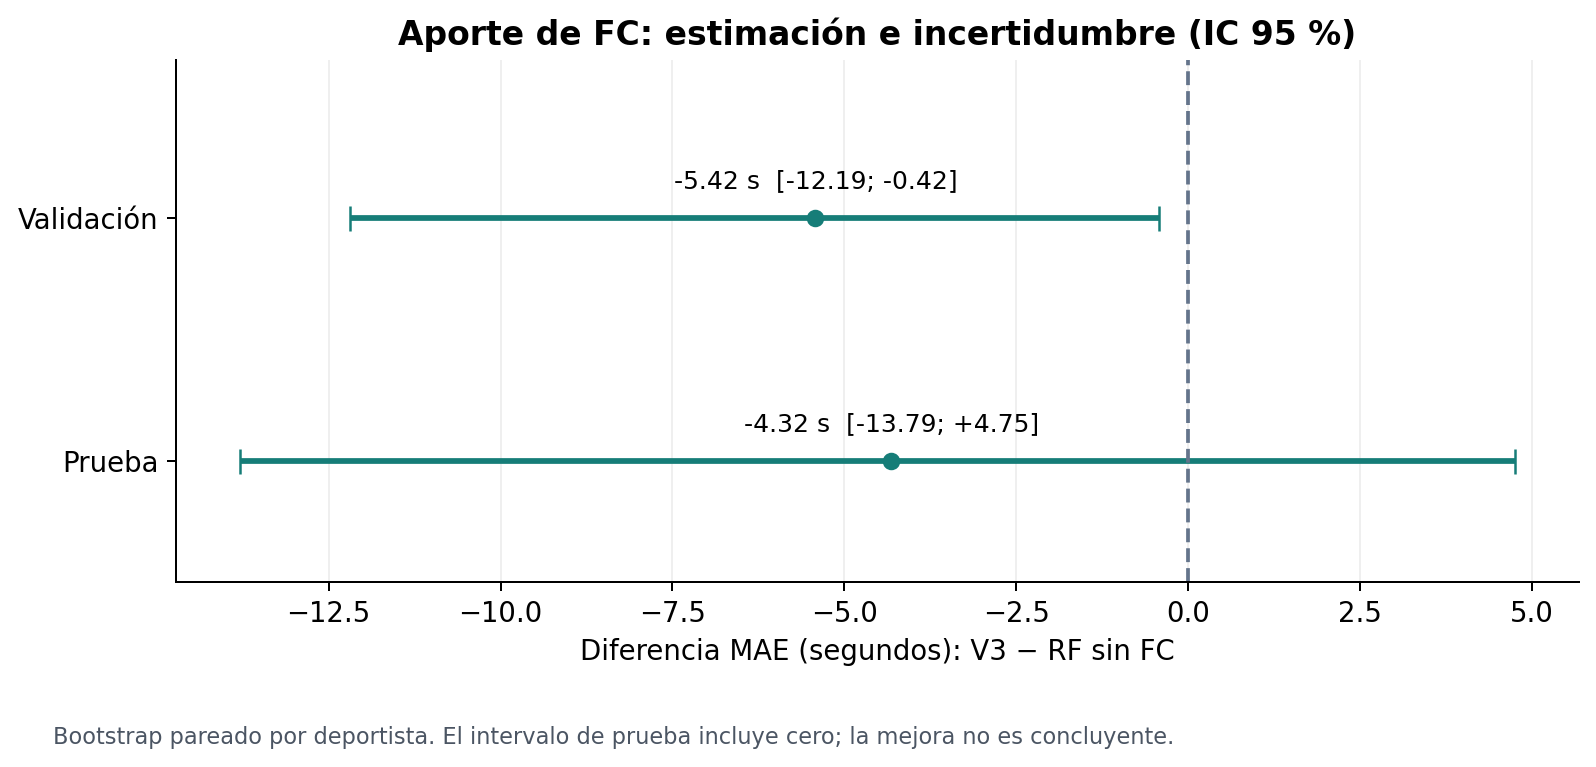 Aporte de FC: estimación e incertidumbre (IC 95 %)
-5.42 s  [-12.19; -0.42]
Validación
-4.32 s  [-13.79; +4.75]
Prueba
−12.5 −10.0 −7.5 −5.0 −2.5 0.0 2.5 5.0
Diferencia MAE (segundos): V3 − RF sin FC
Bootstrap pareado por deportista. El intervalo de prueba incluye cero; la mejora no es concluyente.